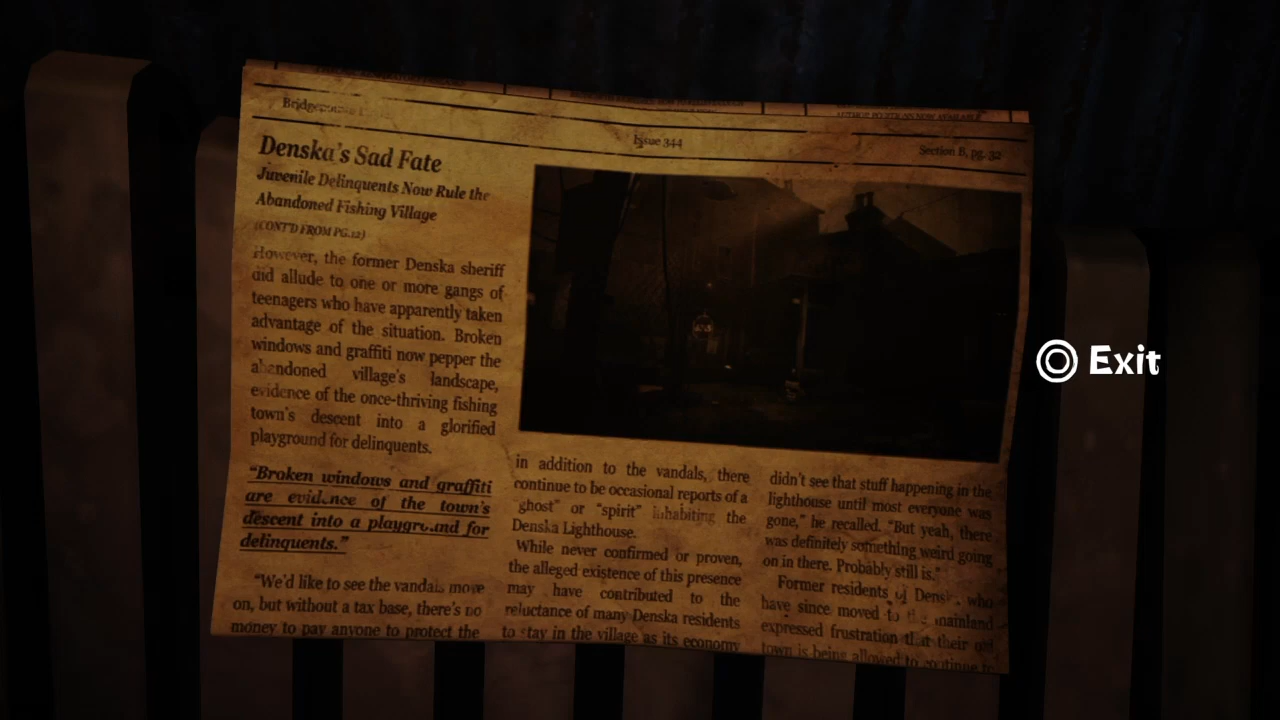 Issue 344
Section B, pg. 32
Denska's Sad Fate
Juvenile Delinquents Now Rule the
Abandoned Fishing Village
(CONT'D FROM PG.12)
However, the former Denska sheriff
did allude to one or more gangs of
teenagers who have apparently taken
advantage of the situation. Broken
windows and graffiti now pepper the
abandoned village's landscape,
evidence of the once-thriving fishing
town's descent into a glorified
playground for delinquents.
"Broken windows and graffiti
are evidence of the town's
descent into a playground for
delinquents."
"We'd like to see the vandals move
on, but without a tax base, there's no
money to pay anyone to protect the
in addition to the vandals, there
continue to be occasional reports of a
"ghost" or "spirit" inhabiting the
Denska Lighthouse.
While never confirmed or proven,
the alleged existence of this presence
may have contributed to the
reluctance of many Denska residents
to stay in the village as its economy
didn't see that stuff happening in the
lighthouse until most everyone was
gone," he recalled. "But yeah, there
was definitely something weird going
on in there. Probably still is."
Former residents of Denska who
have since moved to the mainland
expressed frustration that their old
town is being allowed to continue to
Exit